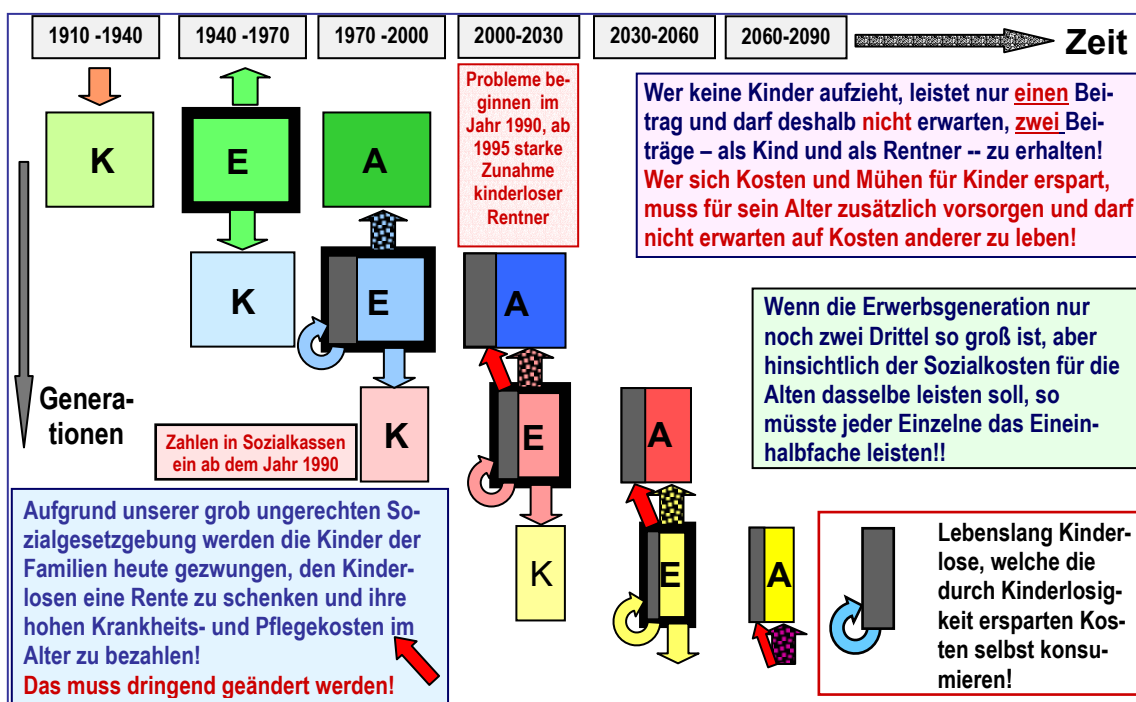 1910 -1940
1940 -1970
1970 -2000
2000-2030
2030-2060
2060-2090
Zeit
Probleme be-
ginnen im
Jahr 1990, ab
1995 starke
Zunahme
kinderloser
Rentner
Wer keine Kinder aufzieht, leistet nur einen Bei-
trag und darf deshalb nicht erwarten, zwei Bei-
träge – als Kind und als Rentner -- zu erhalten!
Wer sich Kosten und Mühen für Kinder erspart,
muss für sein Alter zusätzlich vorsorgen und darf
nicht erwarten auf Kosten anderer zu leben!
K
E
A
K
E
A
Wenn die Erwerbsgeneration nur
noch zwei Drittel so groß ist, aber
hinsichtlich der Sozialkosten für die
Alten dasselbe leisten soll, so
müsste jeder Einzelne das Einein-
halbfache leisten!!
Genera-
tionen
Zahlen in Sozialkassen
ein ab dem Jahr 1990
K
E
A
Aufgrund unserer grob ungerechten So-
zialgesetzgebung werden die Kinder der
Familien heute gezwungen, den Kinder-
losen eine Rente zu schenken und ihre
hohen Krankheits- und Pflegekosten im
Alter zu bezahlen!
Das muss dringend geändert werden!
K
E
A
Lebenslang Kinder-
lose, welche die
durch Kinderlosig-
keit ersparten Kos-
ten selbst konsu-
mieren!